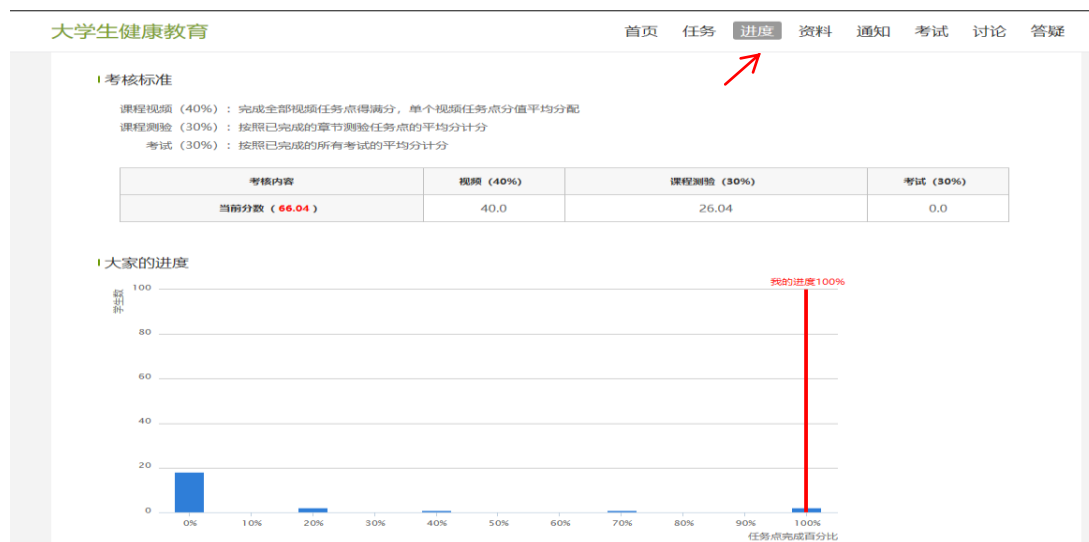 大学生健康教育
首页 任务 进度 资料 通知 考试 讨论 答疑
考核标准
课程视频（40%）：完成全部视频任务点得满分，单个视频任务点分值平均分配
课程测验（30%）：按照已完成的章节测验任务点的平均分计分
考试（30%）：按照已完成的所有考试的平均分计分
考核内容 视频（40%） 课程测验（30%） 考试（30%）
当前分数（66.04） 40.0 26.04 0.0
大家的进度
我的进度100%
学生数
100
80
60
40
20
0
0% 10% 20% 30% 40% 50% 60% 70% 80% 90% 100%
任务点完成百分比